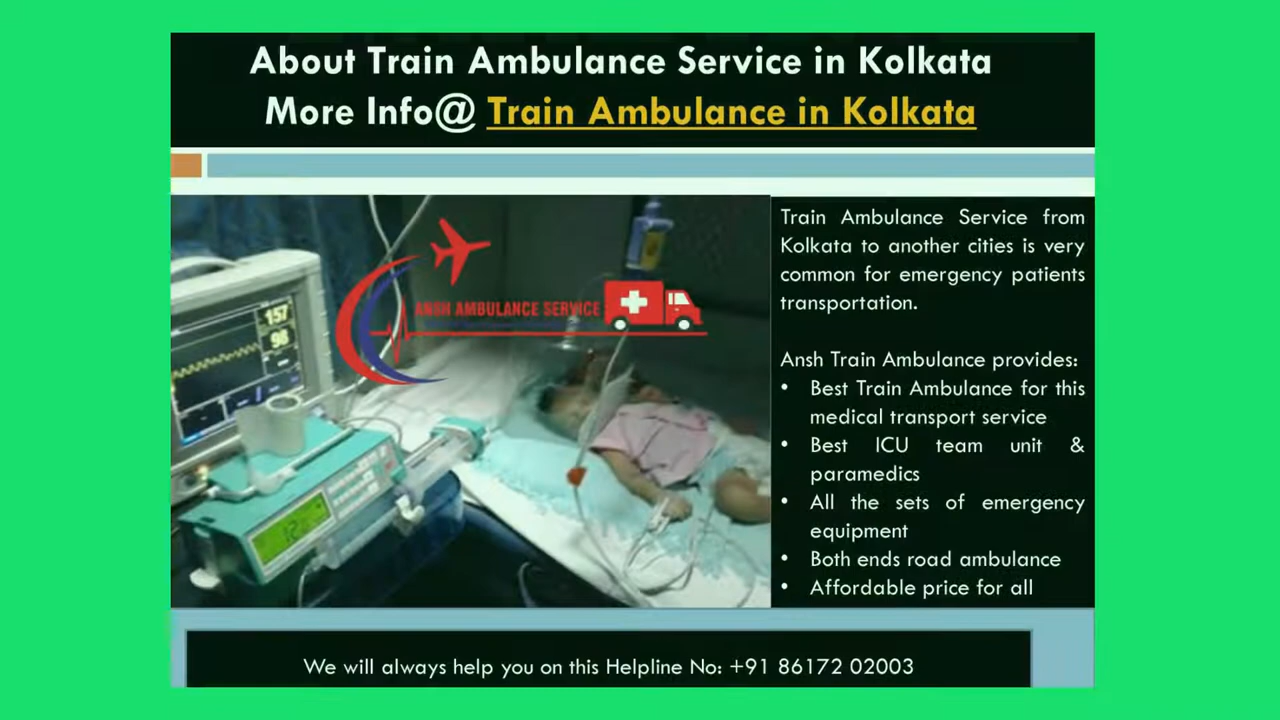 About Train Ambulance Service in Kolkata
More Info@ Train Ambulance in Kolkata
157
98
ANSH AMBULANCE SERVICE
Train Ambulance Service from
Kolkata to another cities is very
common for emergency patients
transportation.
Ansh Train Ambulance provides:
• Best Train Ambulance for this
medical transport service
• Best ICU team unit &
paramedics
• All the sets of emergency
equipment
• Both ends road ambulance
• Affordable price for all
We will always help you on this Helpline No: +91 86172 02003